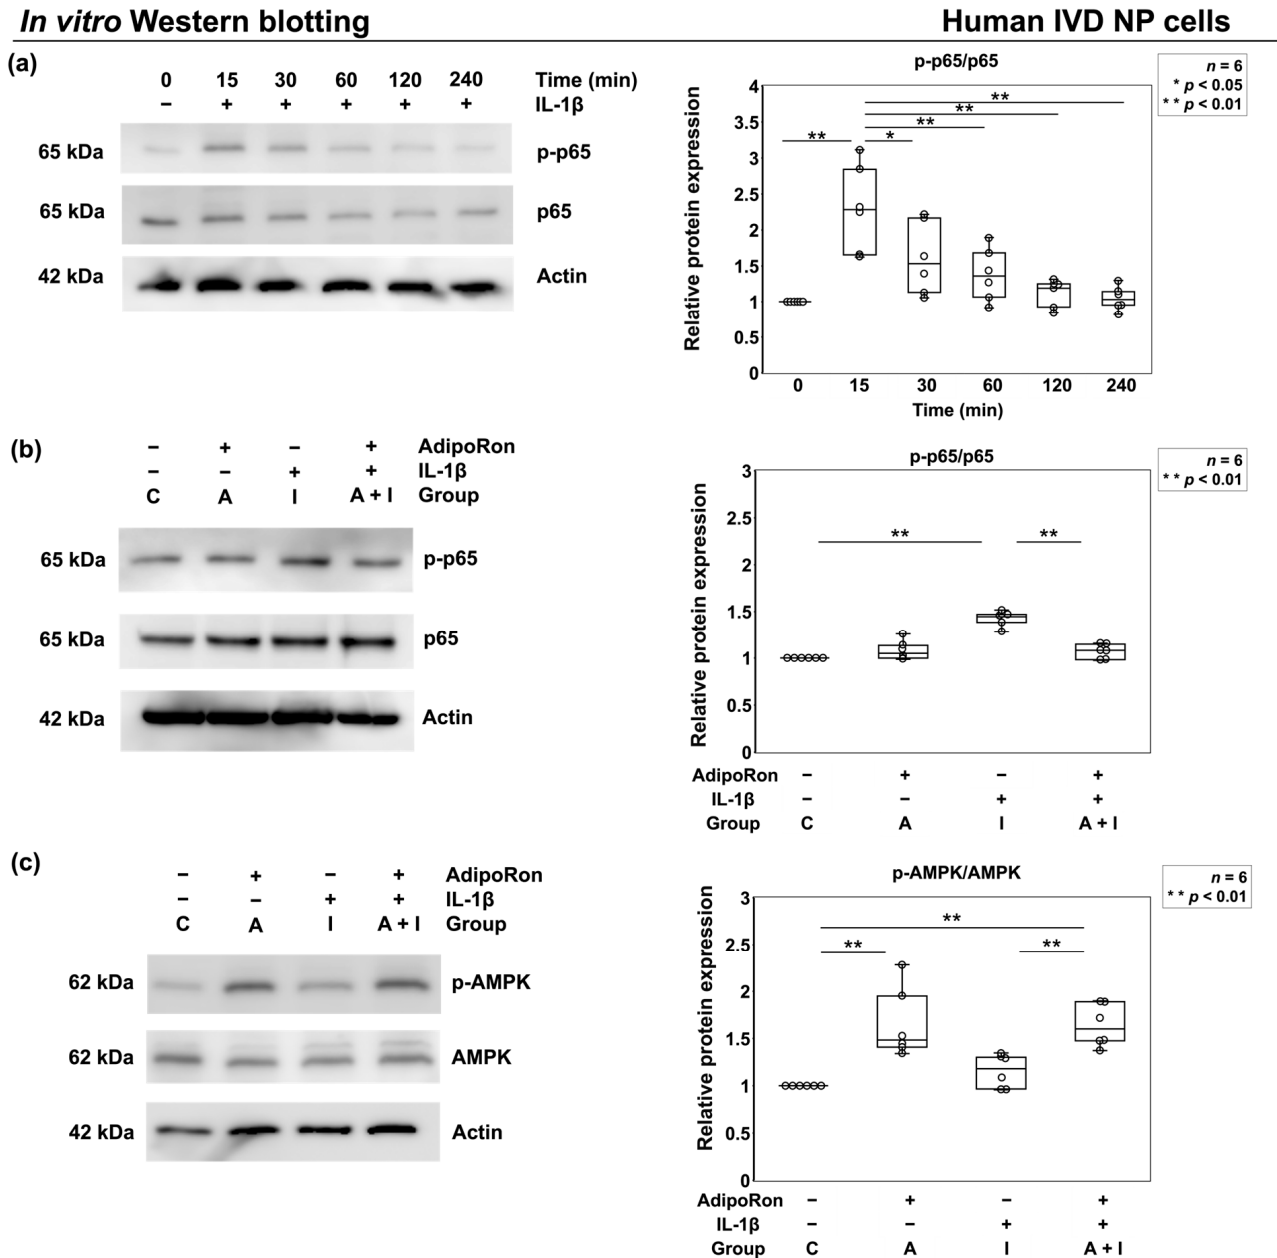 In vitro Western blotting
Human IVD NP cells
(a)
0 15 30 60 120 240 Time (min)
– + + + + + IL-1β
65 kDa p-p65
65 kDa p65
42 kDa Actin
p-p65/p65
n = 6
* p < 0.05
** p < 0.01
Relative protein expression
4
3.5
3
2.5
2
1.5
1
0.5
0
** * ** ** **
0 15 30 60 120 240
Time (min)
(b)
– + – + AdipoRon
– – + + IL-1β
C A I A + I Group
65 kDa p-p65
65 kDa p65
42 kDa Actin
p-p65/p65
n = 6
** p < 0.01
Relative protein expression
3
2.5
2
1.5
1
0.5
0
** **
AdipoRon – + – +
IL-1β – – + +
Group C A I A + I
(c)
– + – + AdipoRon
– – + + IL-1β
C A I A + I Group
62 kDa p-AMPK
62 kDa AMPK
42 kDa Actin
p-AMPK/AMPK
n = 6
** p < 0.01
Relative protein expression
3
2.5
2
1.5
1
0.5
0
**
** **
AdipoRon – + – +
IL-1β – – + +
Group C A I A + I